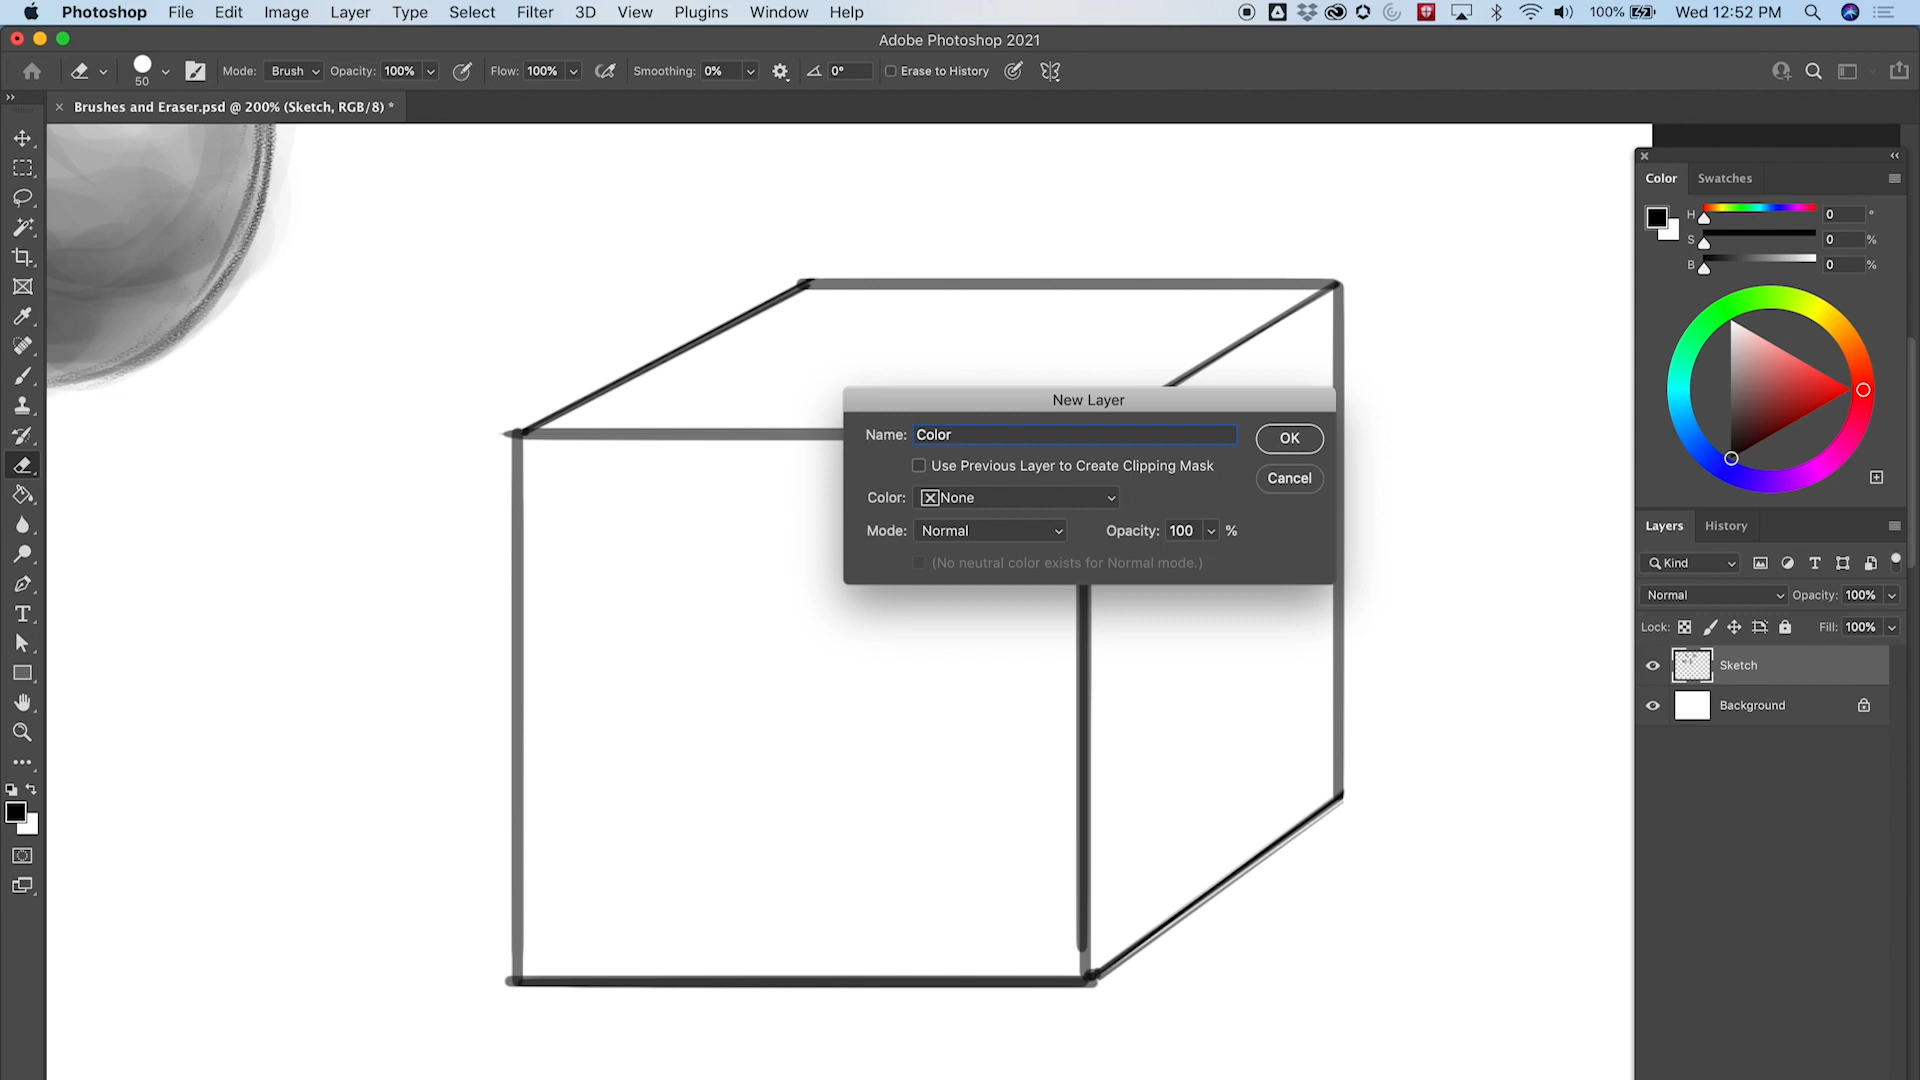 Photoshop File Edit Image Layer Type Select Filter 3D View Plugins Window Help 100% Wed 12:52 PM
Adobe Photoshop 2021
50 Mode: Brush Opacity: 100% Flow: 100% Smoothing: 0% 0° Erase to History
Brushes and Eraser.psd @ 200% (Sketch, RGB/8) *
Color Swatches
H 0 °
S 0 %
B 0 %
New Layer
Name: Color OK
Use Previous Layer to Create Clipping Mask
Cancel
Color: None
Mode: Normal Opacity: 100 %
(No neutral color exists for Normal mode.)
Layers History
Kind
Normal Opacity: 100%
Lock: Fill: 100%
Sketch
Background